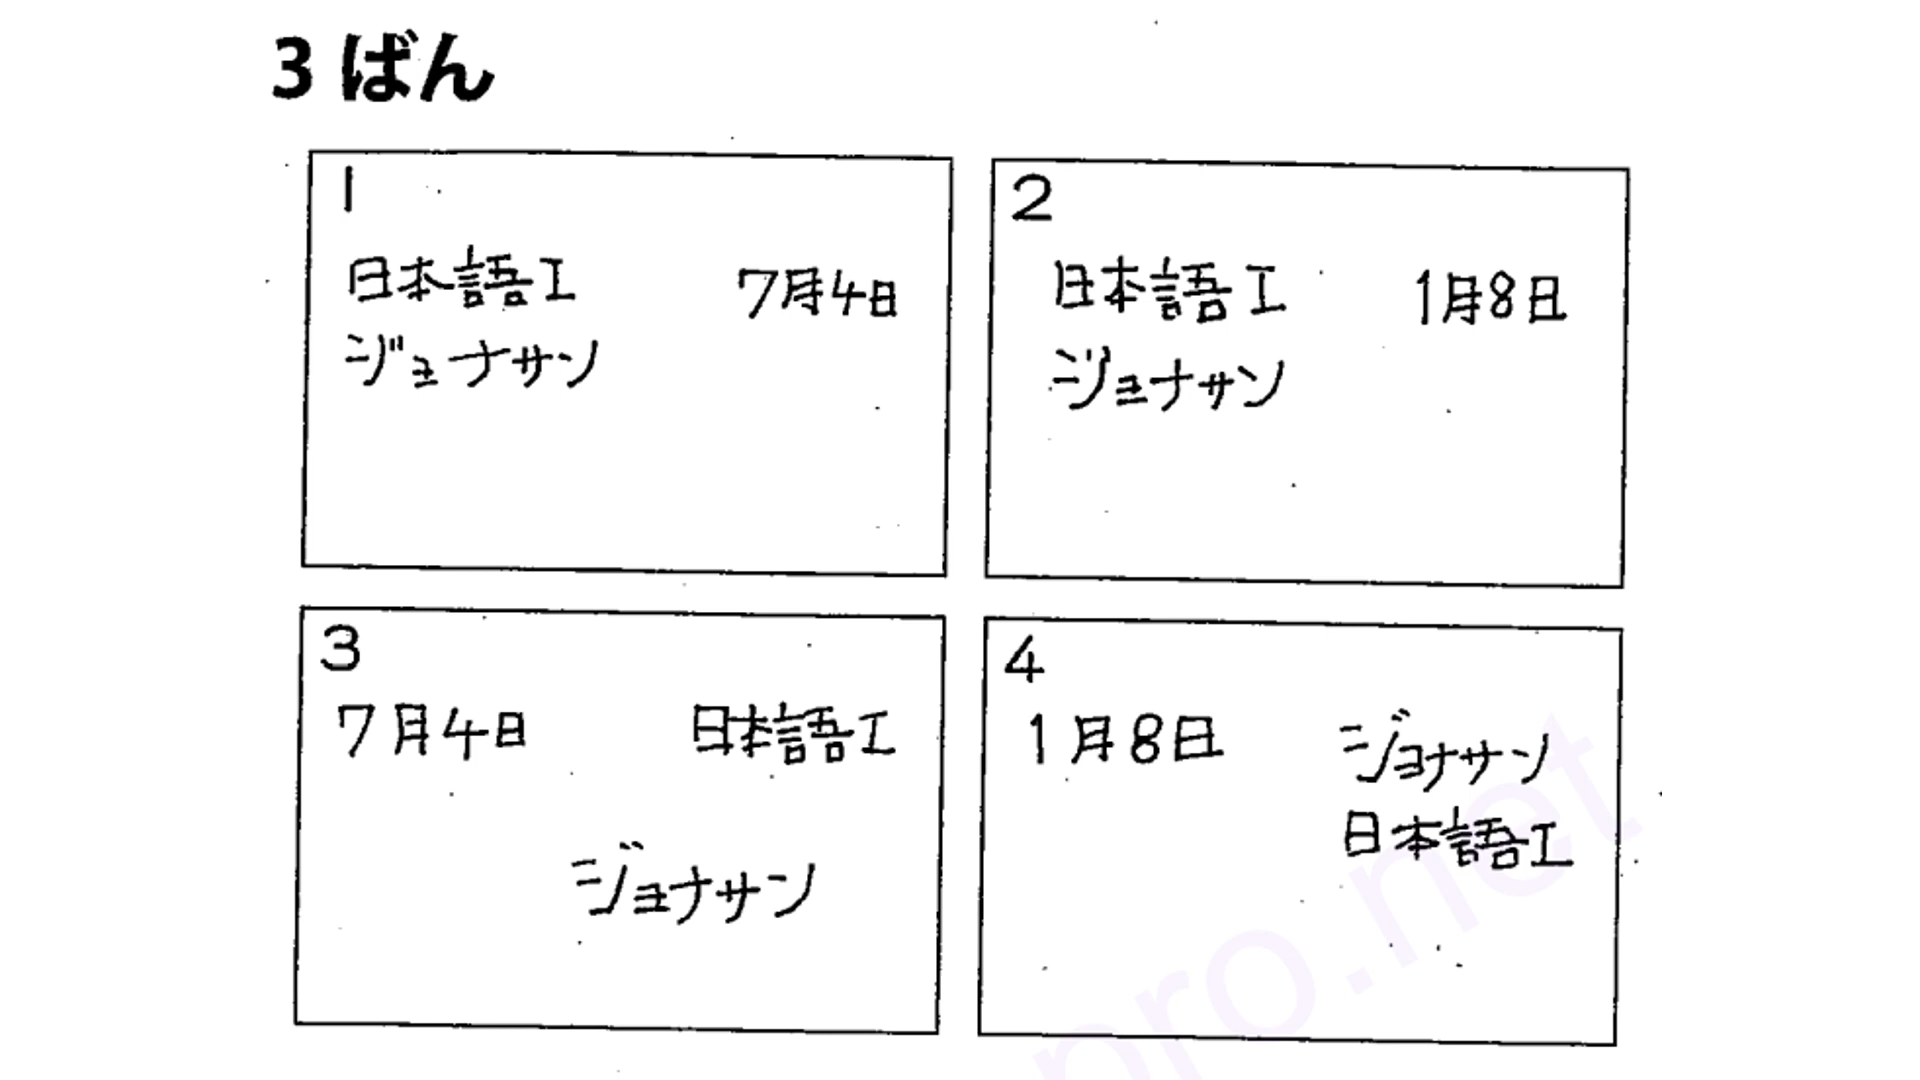 3 ばん
1
日本語I 7月4日
ジョナサン
2
日本語I 1月8日
ジョナサン
3
7月4日 日本語I
ジョナサン
4
1月8日 ジョナサン
日本語I
pro.net